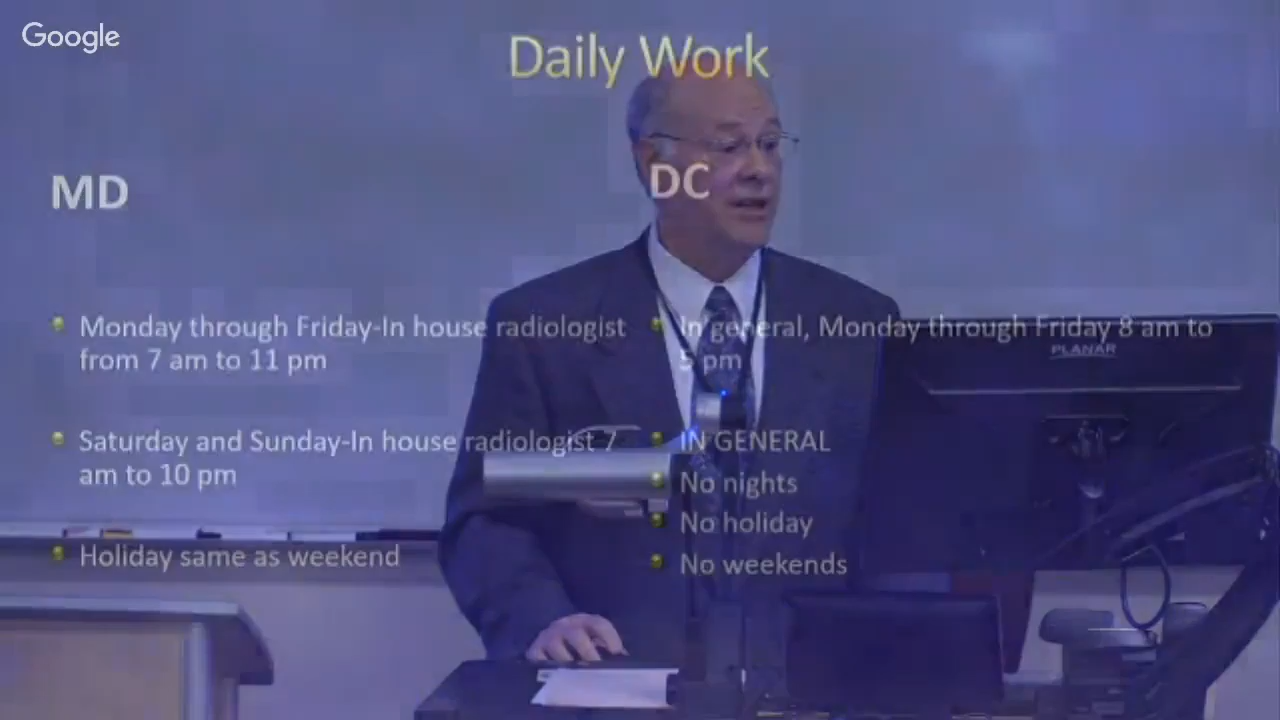 Google
Daily Work
MD
DC
Monday through Friday-In house radiologist
from 7 am to 11 pm
Saturday and Sunday-In house radiologist 7
am to 10 pm
Holiday same as weekend
In general, Monday through Friday 8 am to
5 pm
IN GENERAL
No nights
No holiday
No weekends
PLANAR